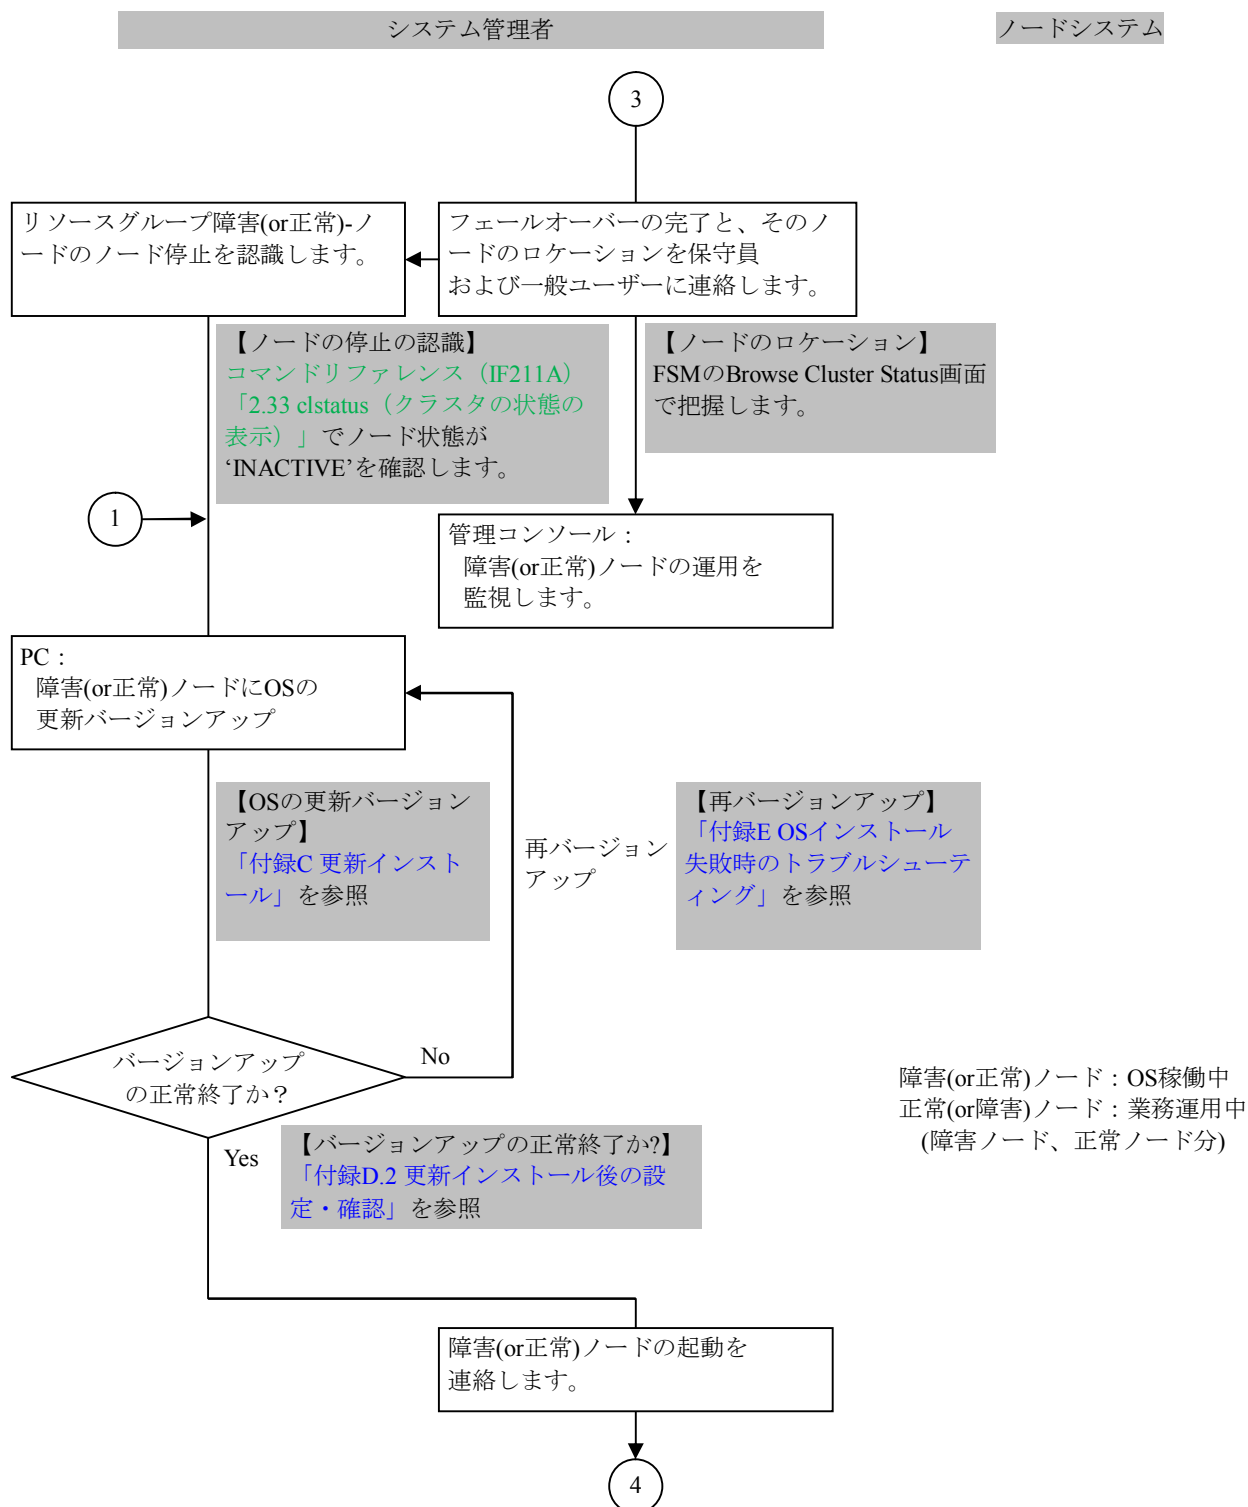 システム管理者
ノードシステム
3
リソースグループ障害(or正常)-ノ
ードのノード停止を認識します。
フェールオーバーの完了と、そのノ
ードのロケーションを保守員
および一般ユーザーに連絡します。
【ノードの停止の認識】
コマンドリファレンス（IF211A）
「2.33 clstatus（クラスタの状態の
表示）」でノード状態が
‘INACTIVE’を確認します。
【ノードのロケーション】
FSMのBrowse Cluster Status画面
で把握します。
1
管理コンソール：
障害(or正常)ノードの運用を
監視します。
PC：
障害(or正常)ノードにOSの
更新バージョンアップ
【OSの更新バージョン
アップ】
「付録C 更新インスト
ール」を参照
再バージョン
アップ
【再バージョンアップ】
「付録E OSインストール
失敗時のトラブルシューテ
ィング」を参照
バージョンアップ
の正常終了か？
No
障害(or正常)ノード：OS稼働中
正常(or障害)ノード：業務運用中
(障害ノード、正常ノード分)
Yes
【バージョンアップの正常終了か?】
「付録D.2 更新インストール後の設
定・確認」を参照
障害(or正常)ノードの起動を
連絡します。
4